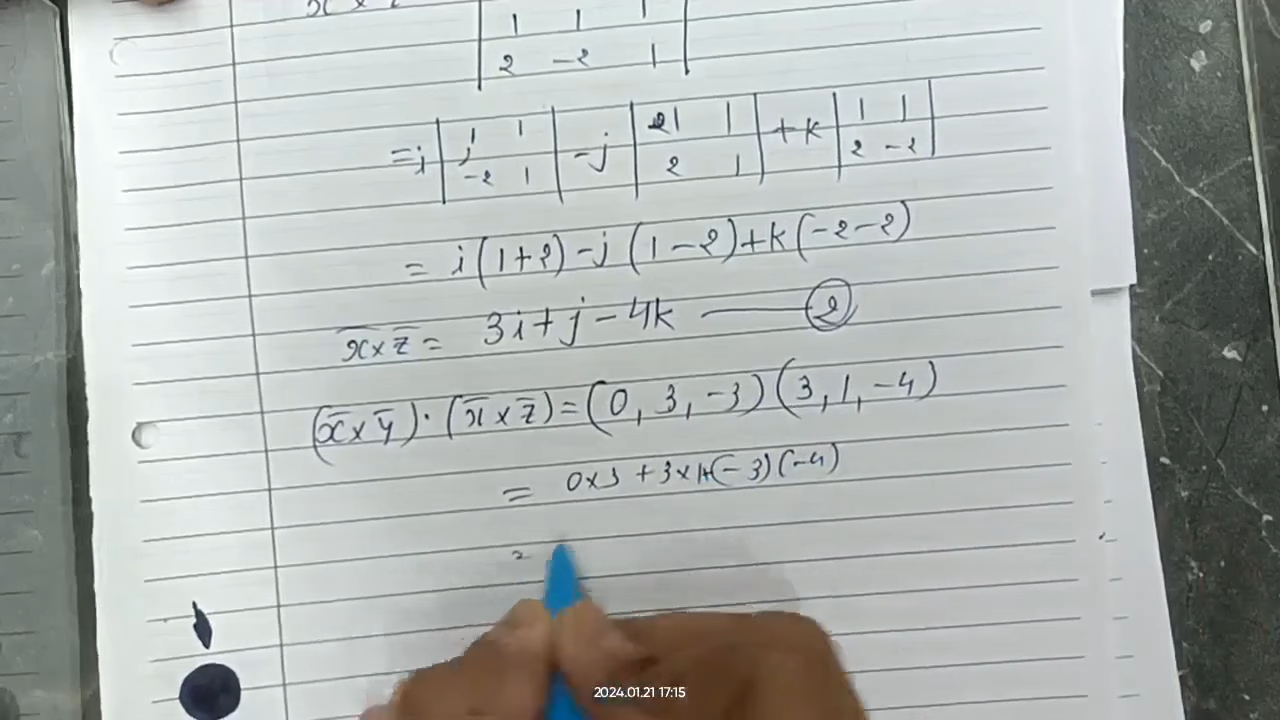 1 1 1
2 -2 1
= i | 1 1 | - j | 1 1 | + k | 1 1 |
-2 1 2 1 2 -2
= i(1+2) - j(1-2) + k(-2-2)
x̄ × z̄ = 3i + j - 4k —— ②
(x̄ × ȳ) · (x̄ × z̄) = (0, 3, -3) (3, 1, -4)
= 0×3 + 3×1+(-3)(-4)
=
2024.01.21 17:15